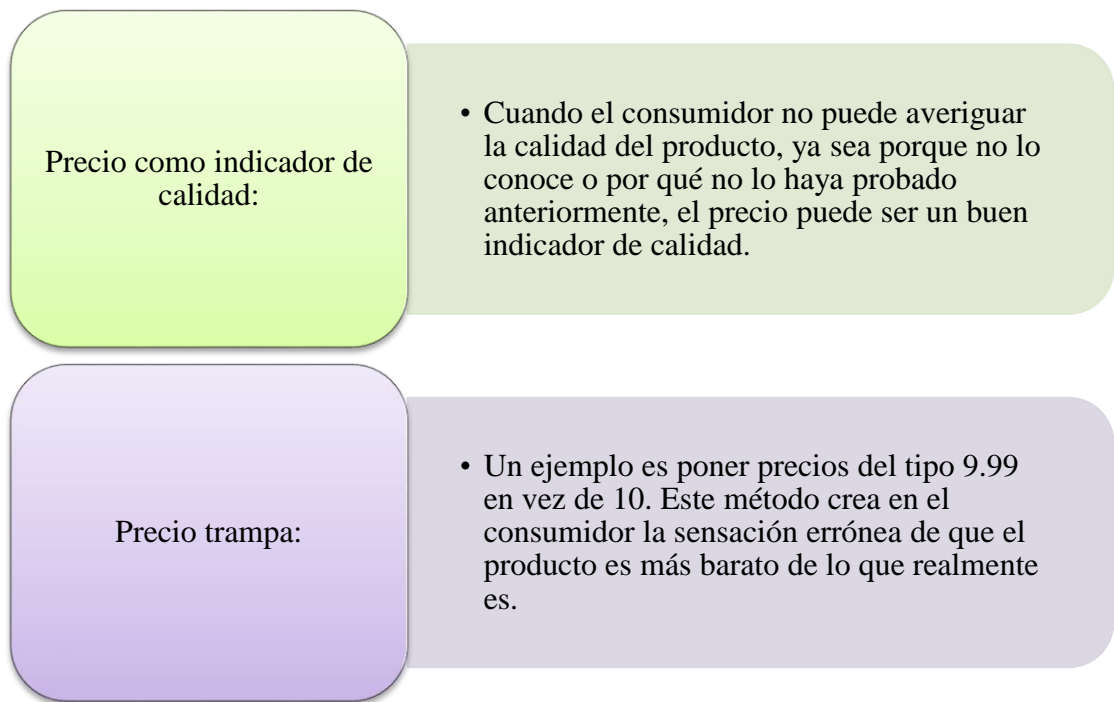 Precio como indicador de
calidad:
• Cuando el consumidor no puede averiguar
la calidad del producto, ya sea porque no lo
conoce o por qué no lo haya probado
anteriormente, el precio puede ser un buen
indicador de calidad.
Precio trampa:
• Un ejemplo es poner precios del tipo 9.99
en vez de 10. Este método crea en el
consumidor la sensación errónea de que el
producto es más barato de lo que realmente
es.